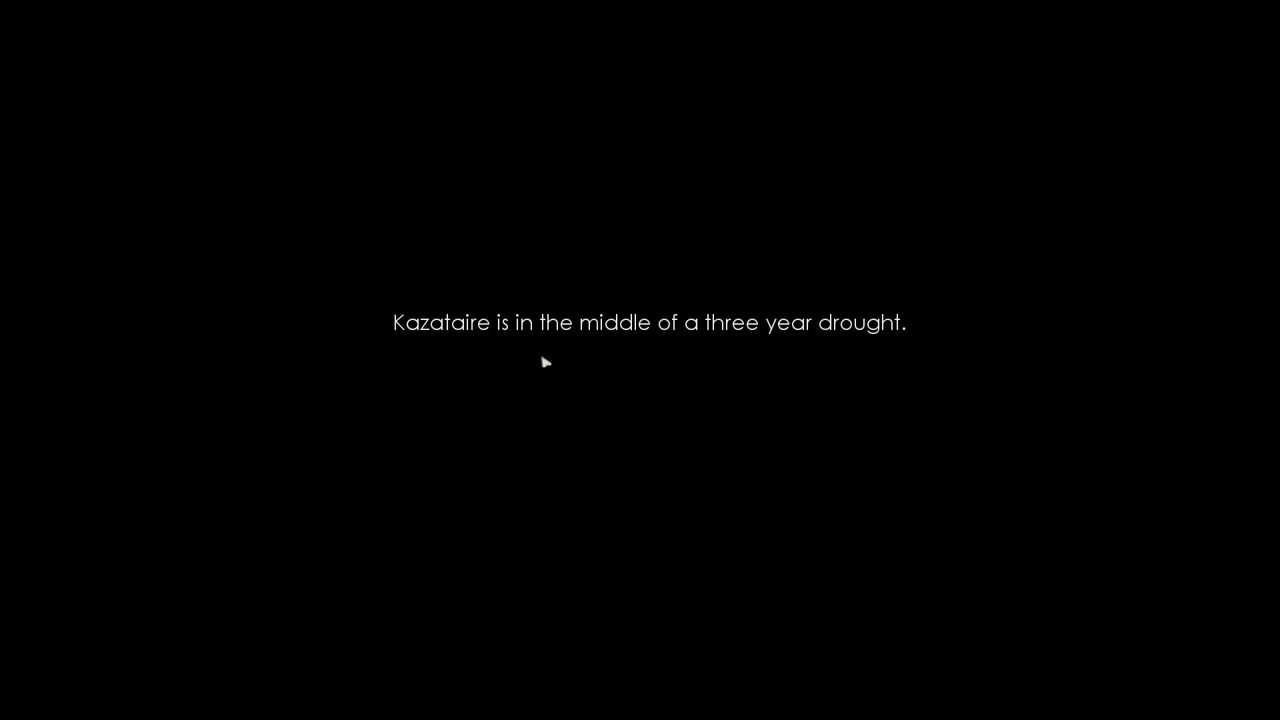 Kazataire is in the middle of a three year drought.